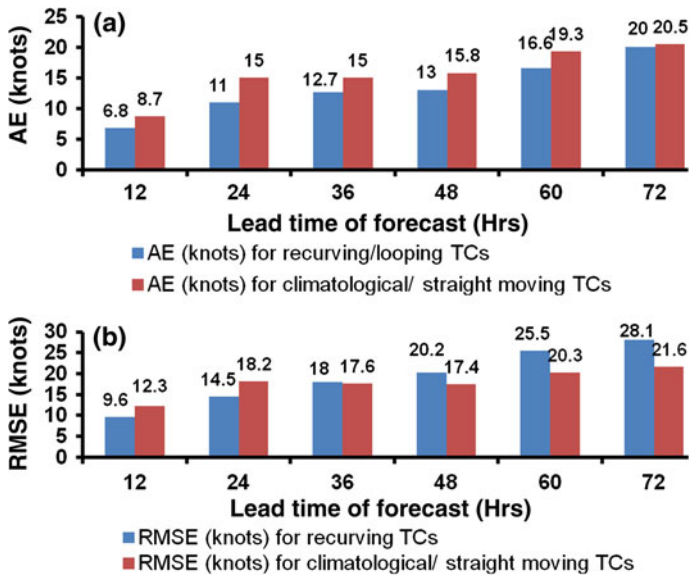 (a)
AE (knots)
25
20
15
10
5
0
6.8 8.7 11 15 12.7 15 13 15.8 16.6 19.3 20 20.5
12 24 36 48 60 72
Lead time of forecast (Hrs)
AE (knots) for recurving/looping TCs
AE (knots) for climatological/ straight moving TCs
(b)
RMSE (knots)
30
25
20
15
10
5
0
9.6 12.3 14.5 18.2 18 17.6 20.2 17.4 25.5 20.3 28.1 21.6
12 24 36 48 60 72
Lead time of forecast (Hrs)
RMSE (knots) for recurving TCs
RMSE (knots) for climatological/ straight moving TCs